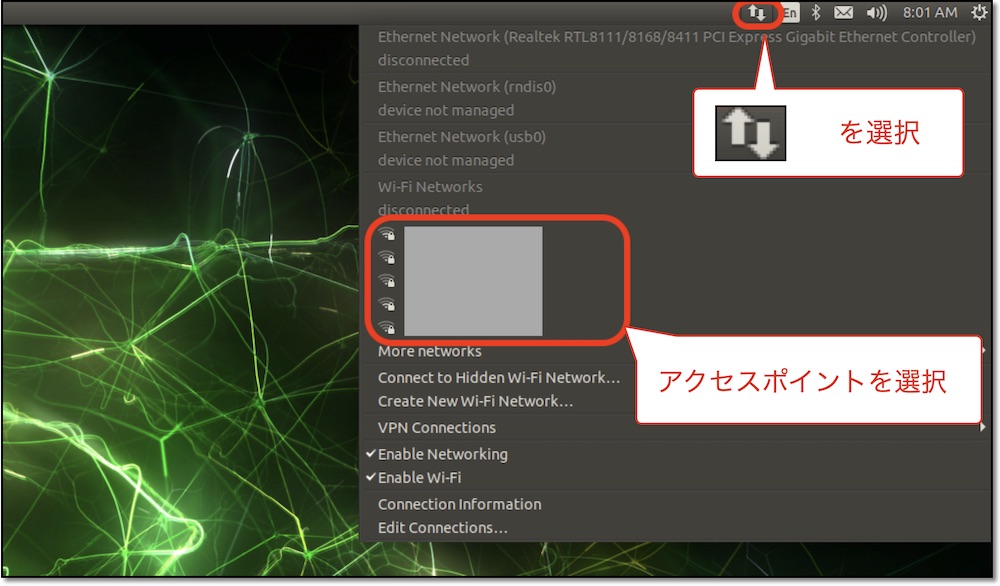 En 8:01 AM
Ethernet Network (Realtek RTL8111/8168/8411 PCI Express Gigabit Ethernet Controller)
disconnected
Ethernet Network (rndis0)
device not managed
Ethernet Network (usb0)
device not managed
を選択
Wi-Fi Networks
disconnected
More networks
アクセスポイントを選択
Connect to Hidden Wi-Fi Network…
Create New Wi-Fi Network…
VPN Connections
Enable Networking
Enable Wi-Fi
Connection Information
Edit Connections…